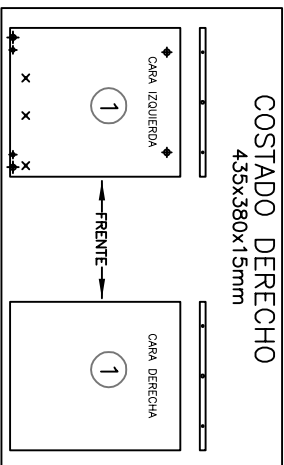 COSTADO DERECHO
435x380x15mm
CARA IZQUIERDA
1
FRENTE
CARA DERECHA
1